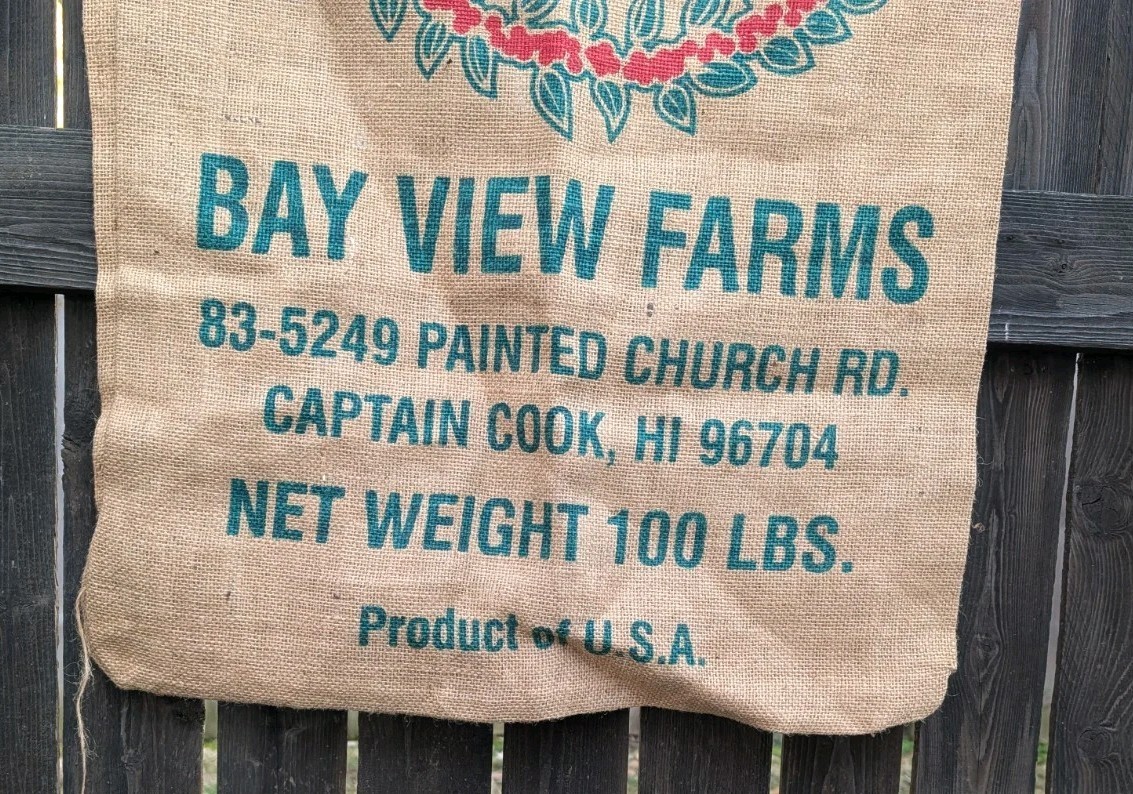 BAY VIEW FARMS
83-5249 PAINTED CHURCH RD.
CAPTAIN COOK, HI 96704
NET WEIGHT 100 LBS.
Product of U.S.A.